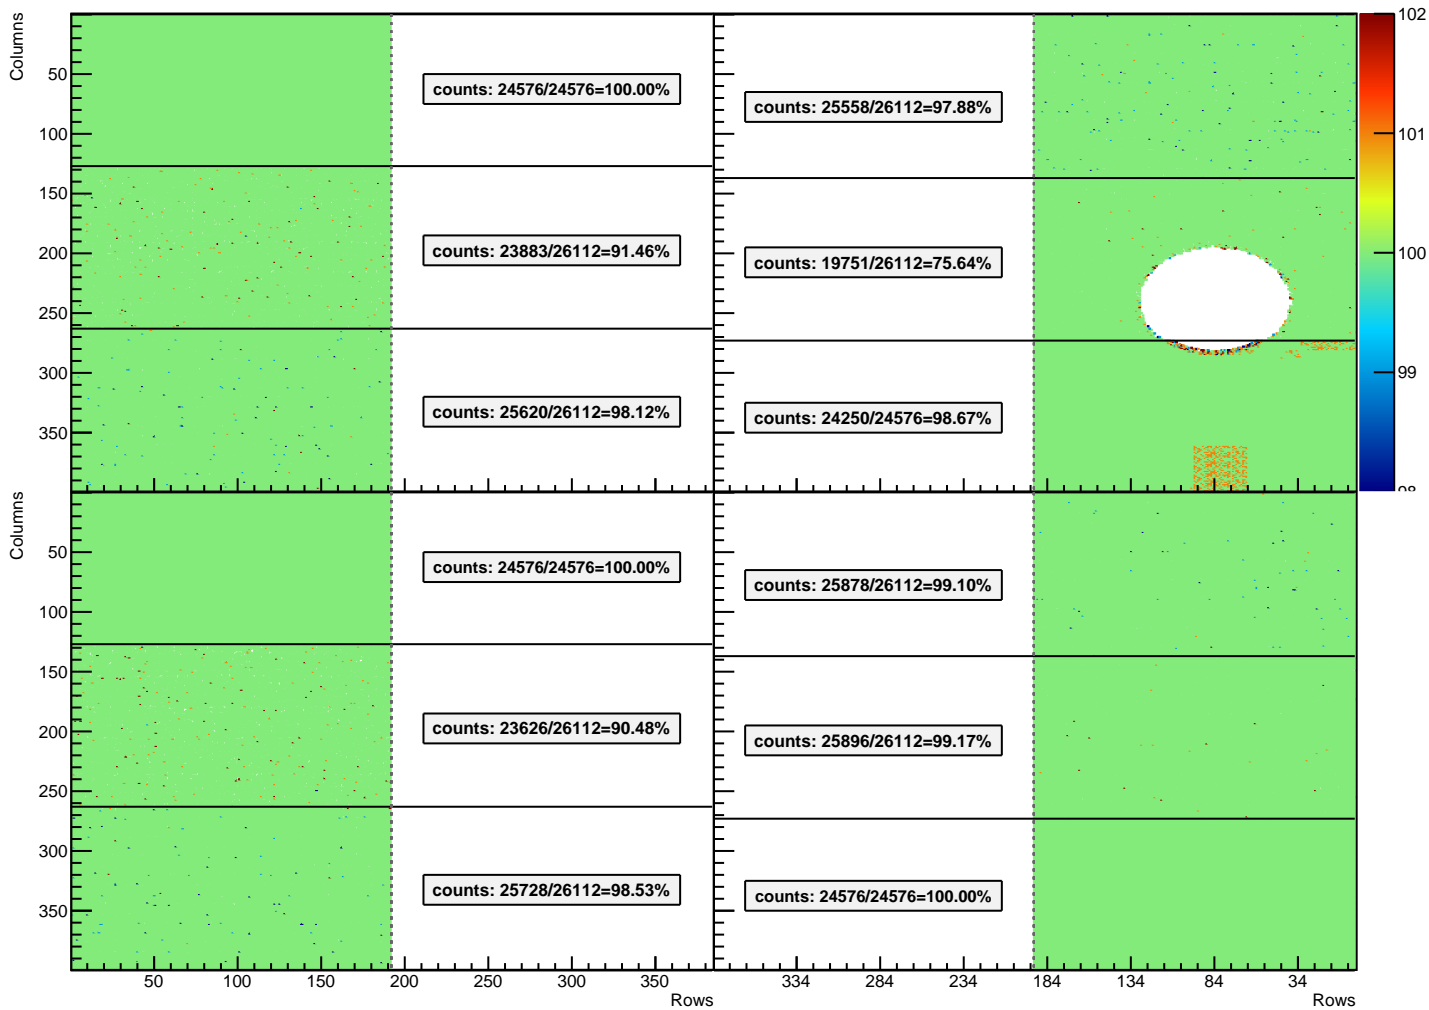 Columns
50
100
150
200
250
300
350
counts: 24576/24576=100.00%
counts: 23883/26112=91.46%
counts: 25620/26112=98.12%
counts: 25558/26112=97.88%
counts: 19751/26112=75.64%
counts: 24250/24576=98.67%
102
101
100
99
98
Columns
50
100
150
200
250
300
350
counts: 24576/24576=100.00%
counts: 23626/26112=90.48%
counts: 25728/26112=98.53%
counts: 25878/26112=99.10%
counts: 25896/26112=99.17%
counts: 24576/24576=100.00%
50 100 150 200 250 300 350
Rows
334 284 234 184 134 84 34
Rows